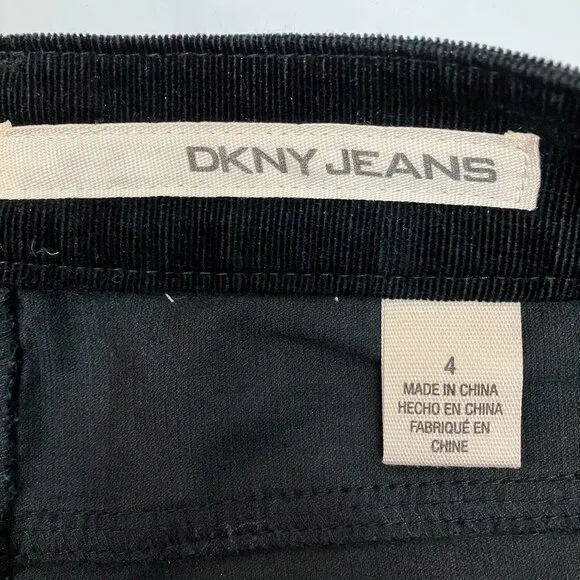 DKNY JEANS
4
MADE IN CHINA
HECHO EN CHINA
FABRIQUÉ EN
CHINE